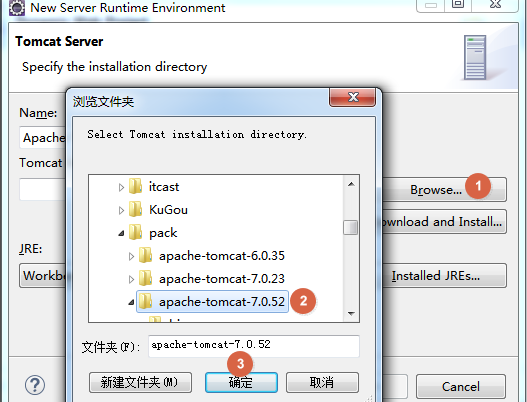 New Server Runtime Environment
Tomcat Server
Specify the installation directory
Name:
Apache
Tomcat
浏览文件夹
Select Tomcat installation directory.
itcast
KuGou
pack
apache-tomcat-6.0.35
apache-tomcat-7.0.23
apache-tomcat-7.0.52
文件夹(F):
apache-tomcat-7.0.52
新建文件夹(M)
确定
取消
Browse...
1
ownload and Install...
2
3
JRE:
Workb
Installed JREs...
?
Cancel